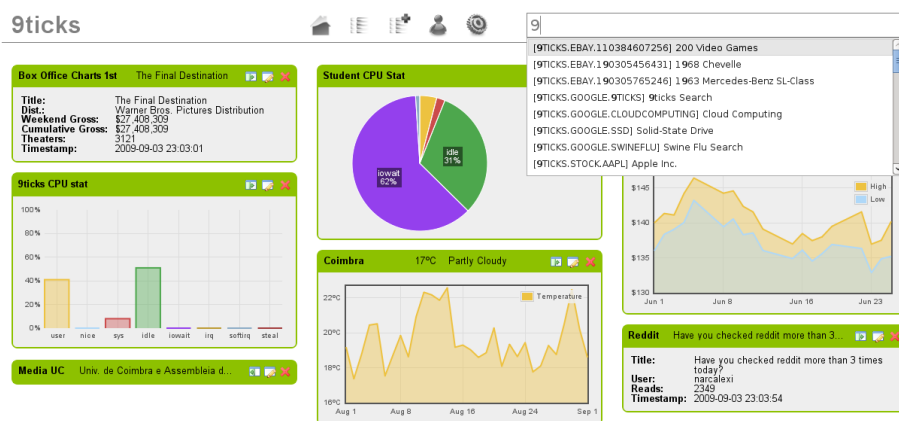 9ticks
9
[9TICKS.EBAY.110384607256] 200 Video Games
[9TICKS.EBAY.190305456431] 1968 Chevelle
[9TICKS.EBAY.190305765246] 1963 Mercedes-Benz SL-Class
[9TICKS.GOOGLE.9TICKS] 9ticks Search
[9TICKS.GOOGLE.CLOUDCOMPUTING] Cloud Computing
[9TICKS.GOOGLE.SSD] Solid-State Drive
[9TICKS.GOOGLE.SWINEFLU] Swine Flu Search
[9TICKS.STOCK.AAPL] Apple Inc.
Box Office Charts 1st The Final Destination
Title: The Final Destination
Dist.: Warner Bros. Pictures Distribution
Weekend Gross: $27,408,309
Cumulative Gross: $27,408,309
Theaters: 3121
Timestamp: 2009-09-03 23:03:01
9ticks CPU stat
100%
80%
60%
40%
20%
0%
user nice sys idle iowait irq softirq steal
Media UC Univ. de Coimbra e Assembleia d...
Student CPU Stat
idle
31%
iowait
62%
Coimbra 17ºC Partly Cloudy
Temperature
22ºC
20ºC
18ºC
16ºC
Aug 1 Aug 8 Aug 16 Aug 24 Sep 1
High
Low
$145
$140
$135
$130
Jun 1 Jun 8 Jun 16 Jun 23
Reddit Have you checked reddit more than 3...
Title: Have you checked reddit more than 3 times
today?
User: narcalexi
Reads: 2349
Timestamp: 2009-09-03 23:03:54